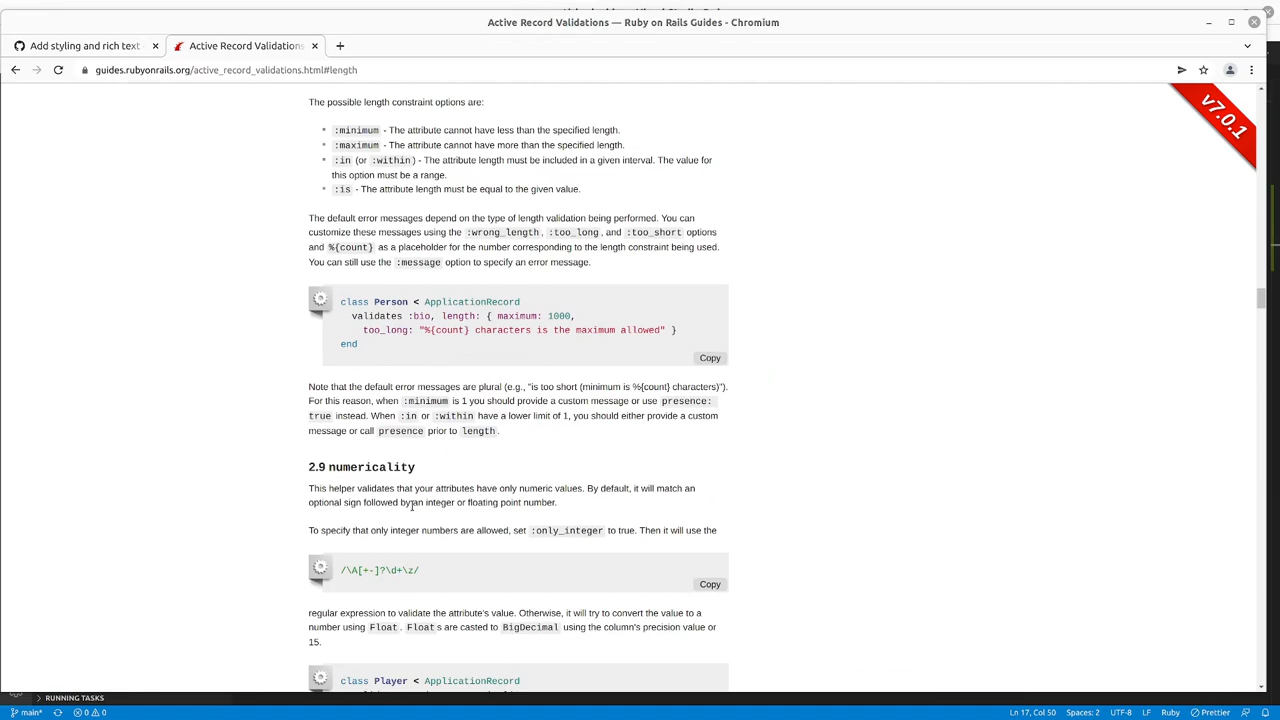 Active Record Validations — Ruby on Rails Guides - Chromium
Add styling and rich text
Active Record Validations
guides.rubyonrails.org/active_record_validations.html#length
v7.0.1
The possible length constraint options are:
:minimum - The attribute cannot have less than the specified length.
:maximum - The attribute cannot have more than the specified length.
:in (or :within) - The attribute length must be included in a given interval. The value for
this option must be a range.
:is - The attribute length must be equal to the given value.
The default error messages depend on the type of length validation being performed. You can
customize these messages using the :wrong_length, :too_long, and :too_short options
and %{count} as a placeholder for the number corresponding to the length constraint being used.
You can still use the :message option to specify an error message.
class Person < ApplicationRecord
validates :bio, length: { maximum: 1000,
too_long: "%{count} characters is the maximum allowed" }
end
Copy
Note that the default error messages are plural (e.g., "is too short (minimum is %{count} characters)").
For this reason, when :minimum is 1 you should provide a custom message or use presence:
true instead. When :in or :within have a lower limit of 1, you should either provide a custom
message or call presence prior to length.
2.9 numericality
This helper validates that your attributes have only numeric values. By default, it will match an
optional sign followed by an integer or floating point number.
To specify that only integer numbers are allowed, set :only_integer to true. Then it will use the
/\A[+-]?\d+\z/
Copy
regular expression to validate the attribute's value. Otherwise, it will try to convert the value to a
number using Float. Floats are casted to BigDecimal using the column's precision value or
15.
class Player < ApplicationRecord
RUNNING TASKS
main* 0 0 Ln 17, Col 50 Spaces: 2 UTF-8 LF Ruby Prettier